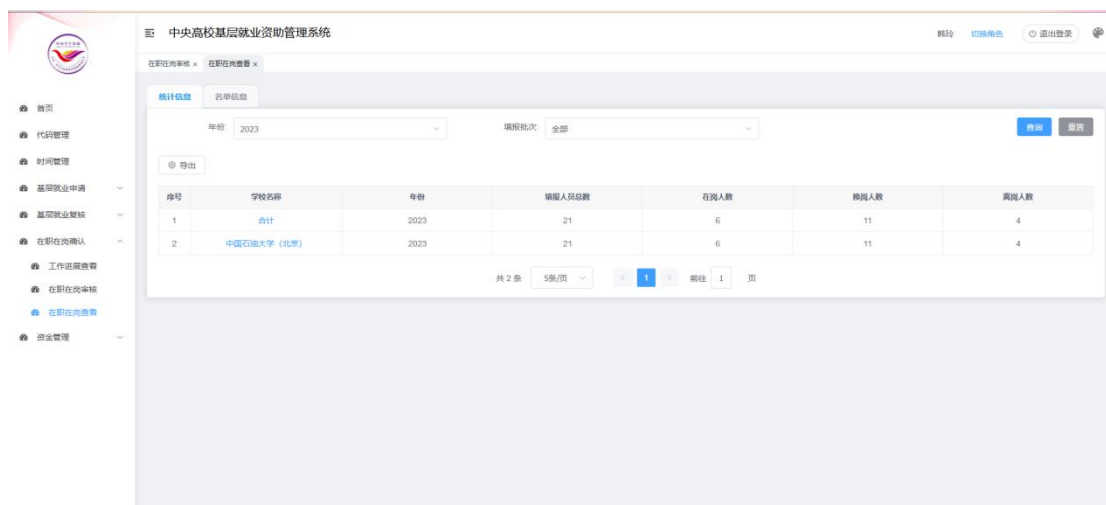 中央高校基层就业资助管理系统
韩玲 切换角色 退出登录
在职在岗审核 × 在职在岗查看 ×
统计信息 名单信息
首页
代码管理
时间管理
基层就业申请
基层就业复核
在职在岗确认
工作进展查看
在职在岗审核
在职在岗查看
资金管理
年份: 2023 填报批次: 全部 查询 重置
导出
序号 学校名称 年份 填报人员总数 在岗人数 换岗人数 离岗人数
1 合计 2023 21 6 11 4
2 中国石油大学(北京) 2023 21 6 11 4
共 2 条 5条/页 < 1 > 前往 1 页